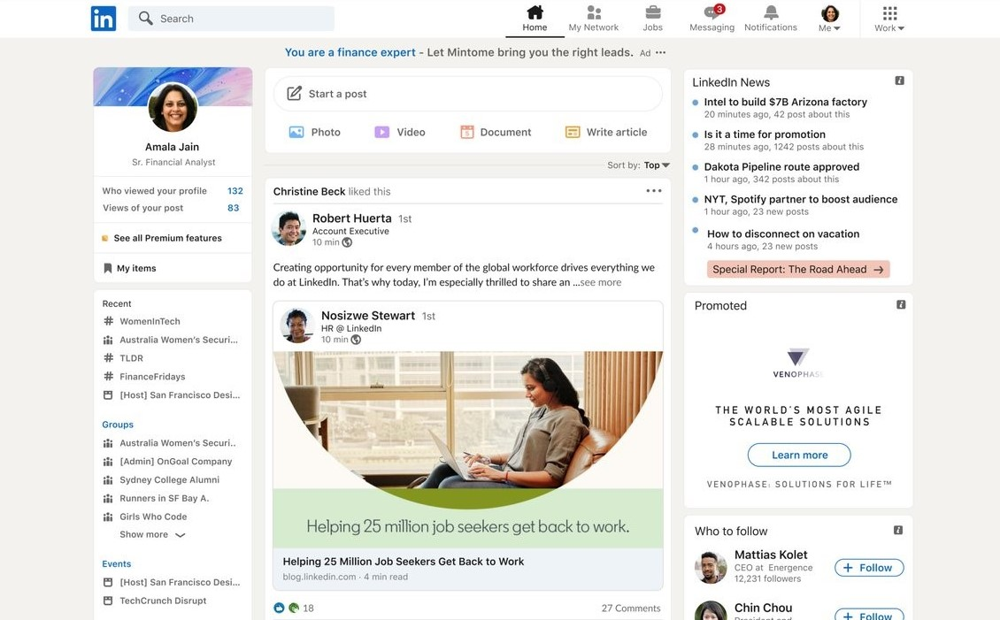 in
Search
Home
My Network
Jobs
3
Messaging
Notifications
Me
Work
You are a finance expert - Let Mintome bring you the right leads. Ad
Amala Jain
Sr. Financial Analyst
Who viewed your profile 132
Views of your post 83
See all Premium features
My items
Recent
# WomenInTech
Australia Women's Securi...
# TLDR
# FinanceFridays
[Host] San Francisco Desi...
Groups
Australia Women's Securi..
[Admin] OnGoal Company
Sydney College Alumni
Runners in SF Bay A.
Girls Who Code
Show more
Events
[Host] San Francisco Desi...
TechCrunch Disrupt
Start a post
Photo
Video
Document
Write article
Sort by: Top
Christine Beck liked this
Robert Huerta 1st
Account Executive
10 min
Creating opportunity for every member of the global workforce drives everything we
do at LinkedIn. That's why today, I'm especially thrilled to share an ...see more
Nosizwe Stewart 1st
HR @ LinkedIn
10 min
Helping 25 million job seekers get back to work.
Helping 25 Million Job Seekers Get Back to Work
blog.linkedin.com · 4 min read
18
27 Comments
LinkedIn News
Intel to build $7B Arizona factory
20 minutes ago, 42 post about this
Is it a time for promotion
28 minutes ago, 1242 posts about this
Dakota Pipeline route approved
1 hour ago, 342 posts about this
NYT, Spotify partner to boost audience
1 hour ago, 23 new posts
How to disconnect on vacation
4 hours ago, 23 new posts
Special Report: The Road Ahead →
Promoted
VENOPHASE
THE WORLD'S MOST AGILE
SCALABLE SOLUTIONS
Learn more
VENOPHASE: SOLUTIONS FOR LIFE™
Who to follow
Mattias Kolet
CEO at Energence
12,231 followers
+ Follow
Chin Chou
+ Follow